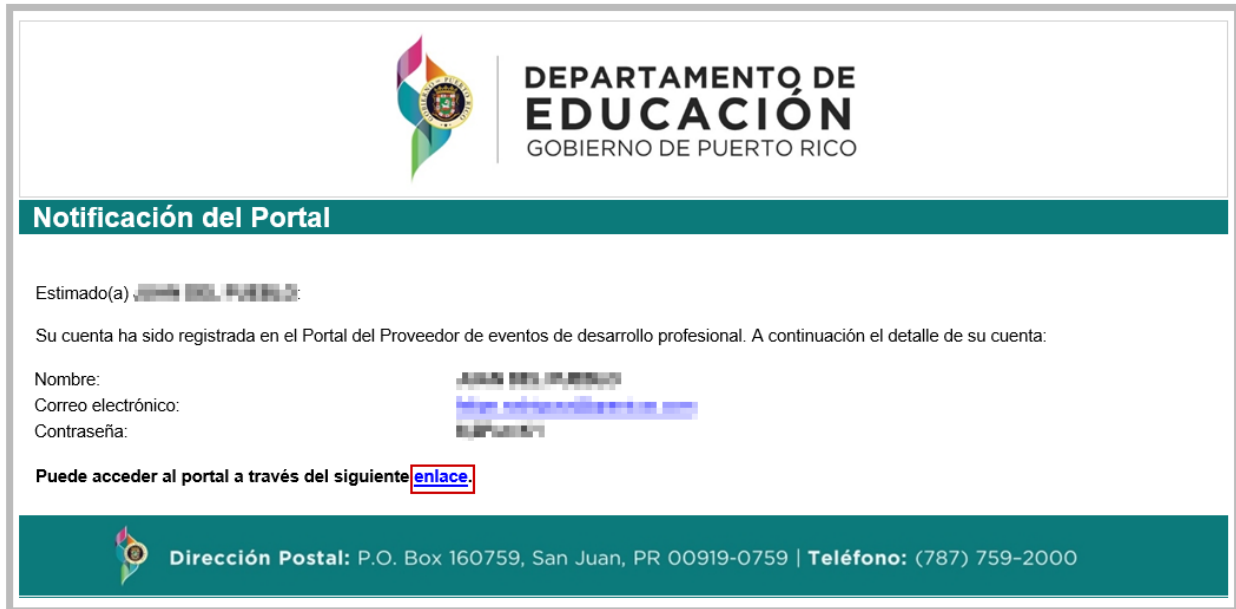 DEPARTAMENTO DE
EDUCACIÓN
GOBIERNO DE PUERTO RICO
Notificación del Portal
Estimado(a) :
Su cuenta ha sido registrada en el Portal del Proveedor de eventos de desarrollo profesional. A continuación el detalle de su cuenta:
Nombre:
Correo electrónico:
Contraseña:
Puede acceder al portal a través del siguiente enlace.
Dirección Postal: P.O. Box 160759, San Juan, PR 00919-0759 | Teléfono: (787) 759-2000